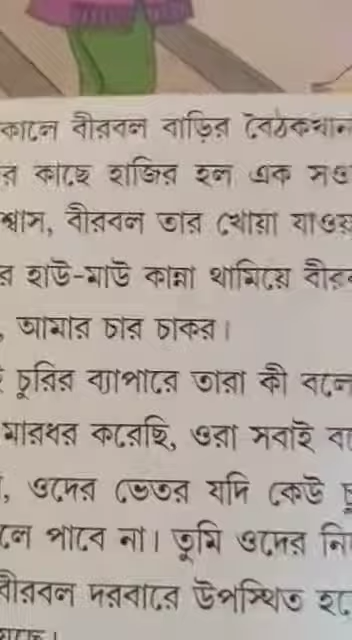 কালে বীরবল বাড়ির বৈঠকখান
র কাছে হাজির হল এক সও
শ্বাস, বীরবল তার খোয়া যাওয়
র হাউ-মাউ কান্না থামিয়ে বীর
, আমার চার চাকর।
চুরির ব্যাপারে তারা কী বলে
মারধর করেছি, ওরা সবাই ব
, ওদের ভেতর যদি কেউ চু
লে পাবে না। তুমি ওদের নি
বীরবল দরবারে উপস্থিত হ